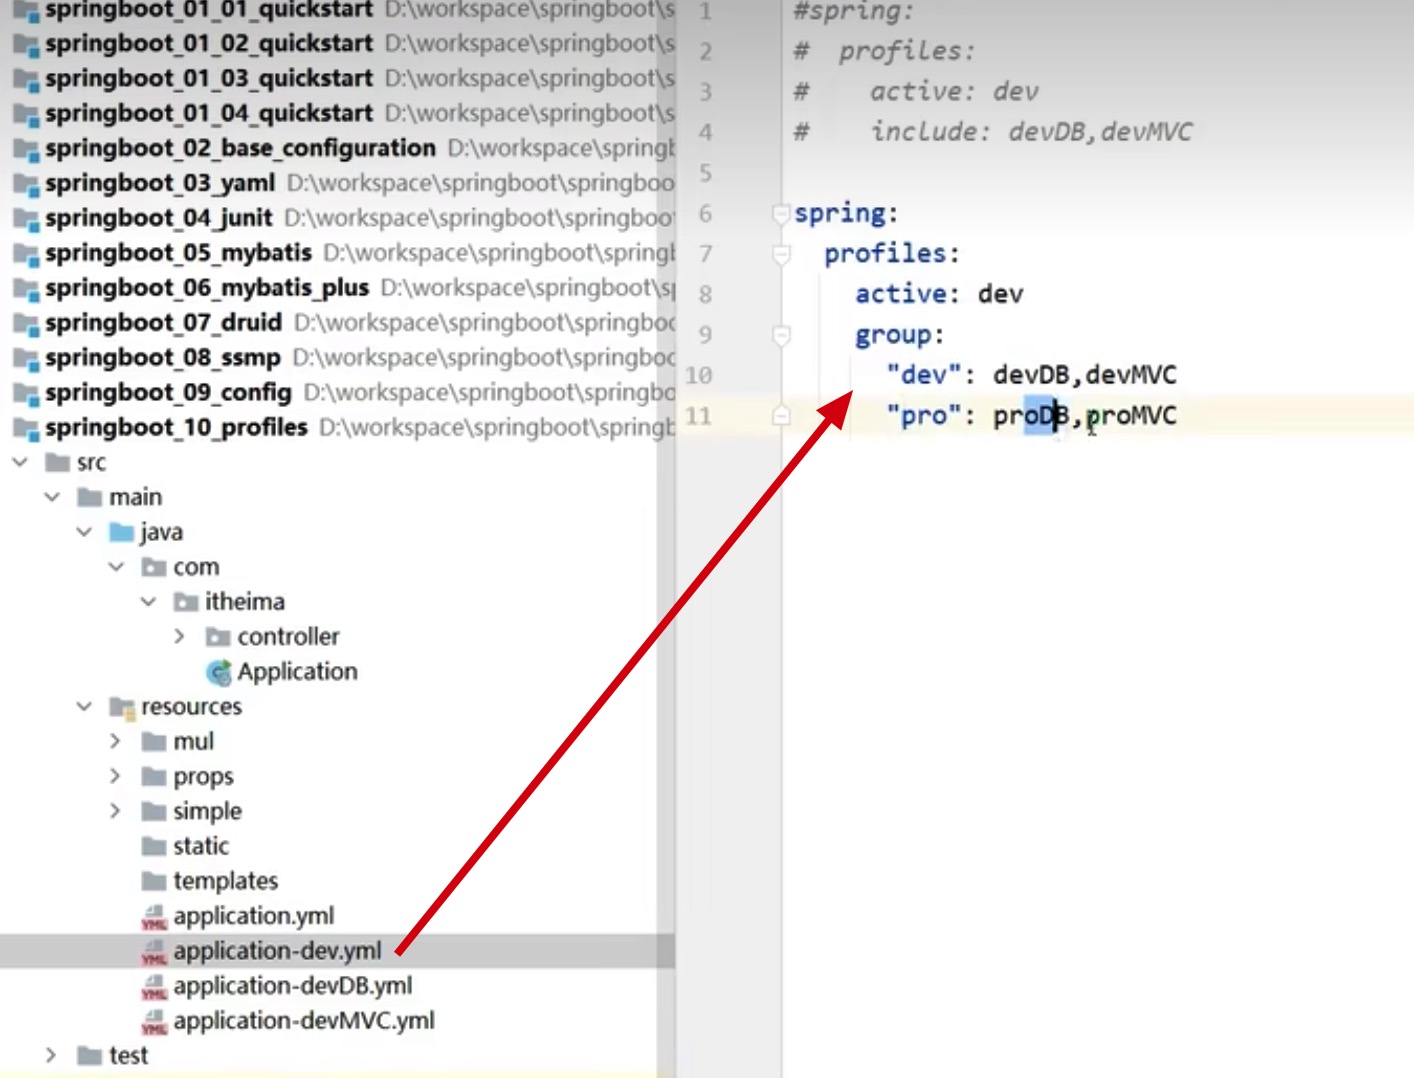 springboot_01_01_quickstart D:\workspace\springboot\s
springboot_01_02_quickstart D:\workspace\springboot\s
springboot_01_03_quickstart D:\workspace\springboot\s
springboot_01_04_quickstart D:\workspace\springboot\s
springboot_02_base_configuration D:\workspace\spring
springboot_03_yaml D:\workspace\springboot\springboo
springboot_04_junit D:\workspace\springboot\springboo
springboot_05_mybatis D:\workspace\springboot\spring
springboot_06_mybatis_plus D:\workspace\springboot\s
springboot_07_druid D:\workspace\springboot\springbo
springboot_08_ssmp D:\workspace\springboot\springbo
springboot_09_config D:\workspace\springboot\springbo
springboot_10_profiles D:\workspace\springboot\spring
src
main
java
com
itheima
controller
Application
resources
mul
props
simple
static
templates
application.yml
application-dev.yml
application-devDB.yml
application-devMVC.yml
test
1 #spring:
2 #  profiles:
3 #    active: dev
4 #    include: devDB,devMVC
5
6 spring:
7   profiles:
8     active: dev
9     group:
10       "dev": devDB,devMVC
11       "pro": proDB,proMVC